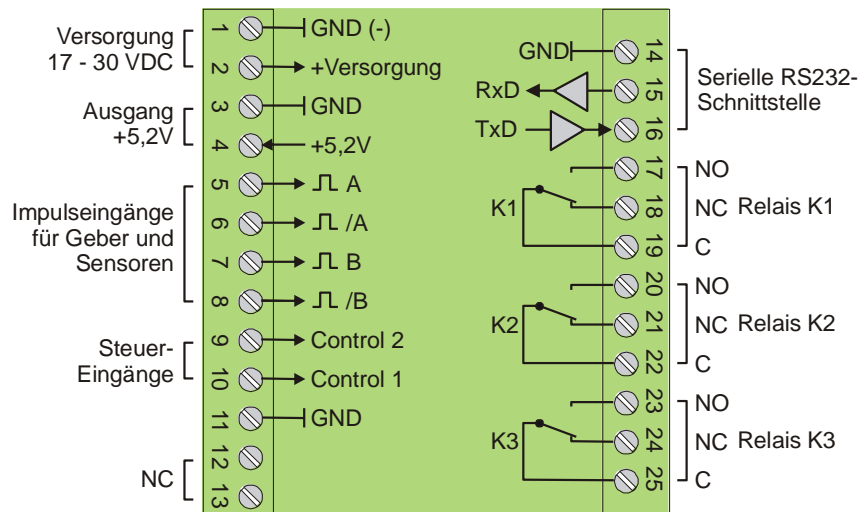 Versorgung
17 - 30 VDC
1
GND (-)
2
+Versorgung
Ausgang
+5,2V
3
GND
4
+5,2V
Impulseingänge
für Geber und
Sensoren
5
A
6
/A
7
B
8
/B
Steuer-
Eingänge
9
Control 2
10
Control 1
11
GND
NC
12
13
GND
14
RxD
15
TxD
16
Serielle RS232-
Schnittstelle
K1
17
NO
18
NC Relais K1
19
C
K2
20
NO
21
NC Relais K2
22
C
K3
23
NO
24
NC Relais K3
25
C